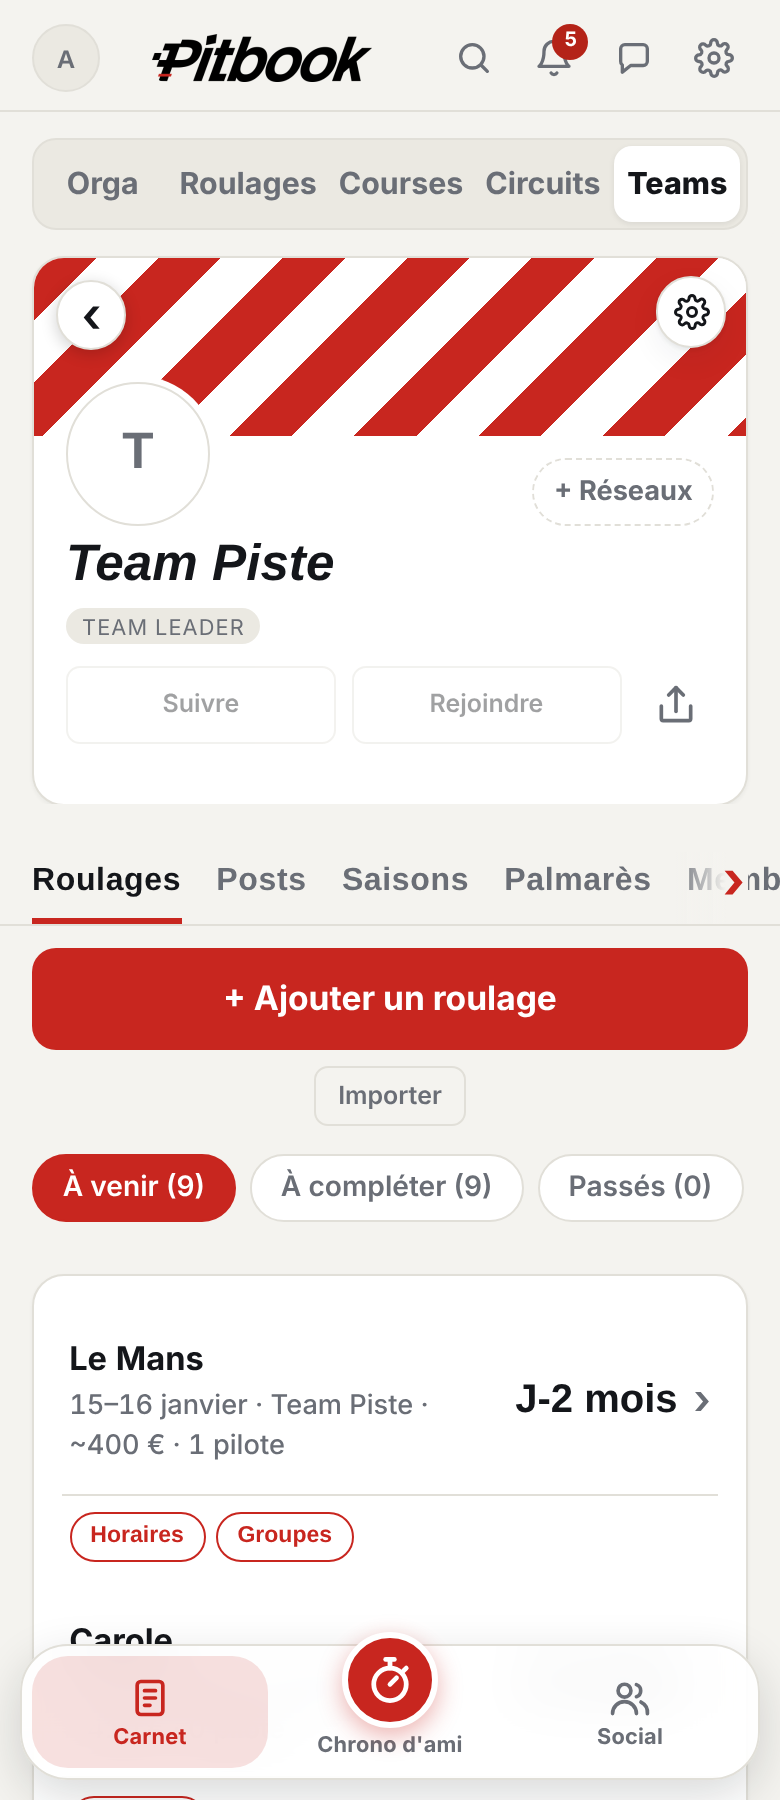 A
Pitbook
5
Orga
Roulages
Courses
Circuits
Teams
T
+ Réseaux
Team Piste
TEAM LEADER
Suivre
Rejoindre
Roulages
Posts
Saisons
Palmarès
+ Ajouter un roulage
Importer
À venir (9)
À compléter (9)
Passés (0)
Le Mans
15–16 janvier · Team Piste ·
~400 € · 1 pilote
J-2 mois
Horaires
Groupes
Carole
Carnet
Chrono d'ami
Social